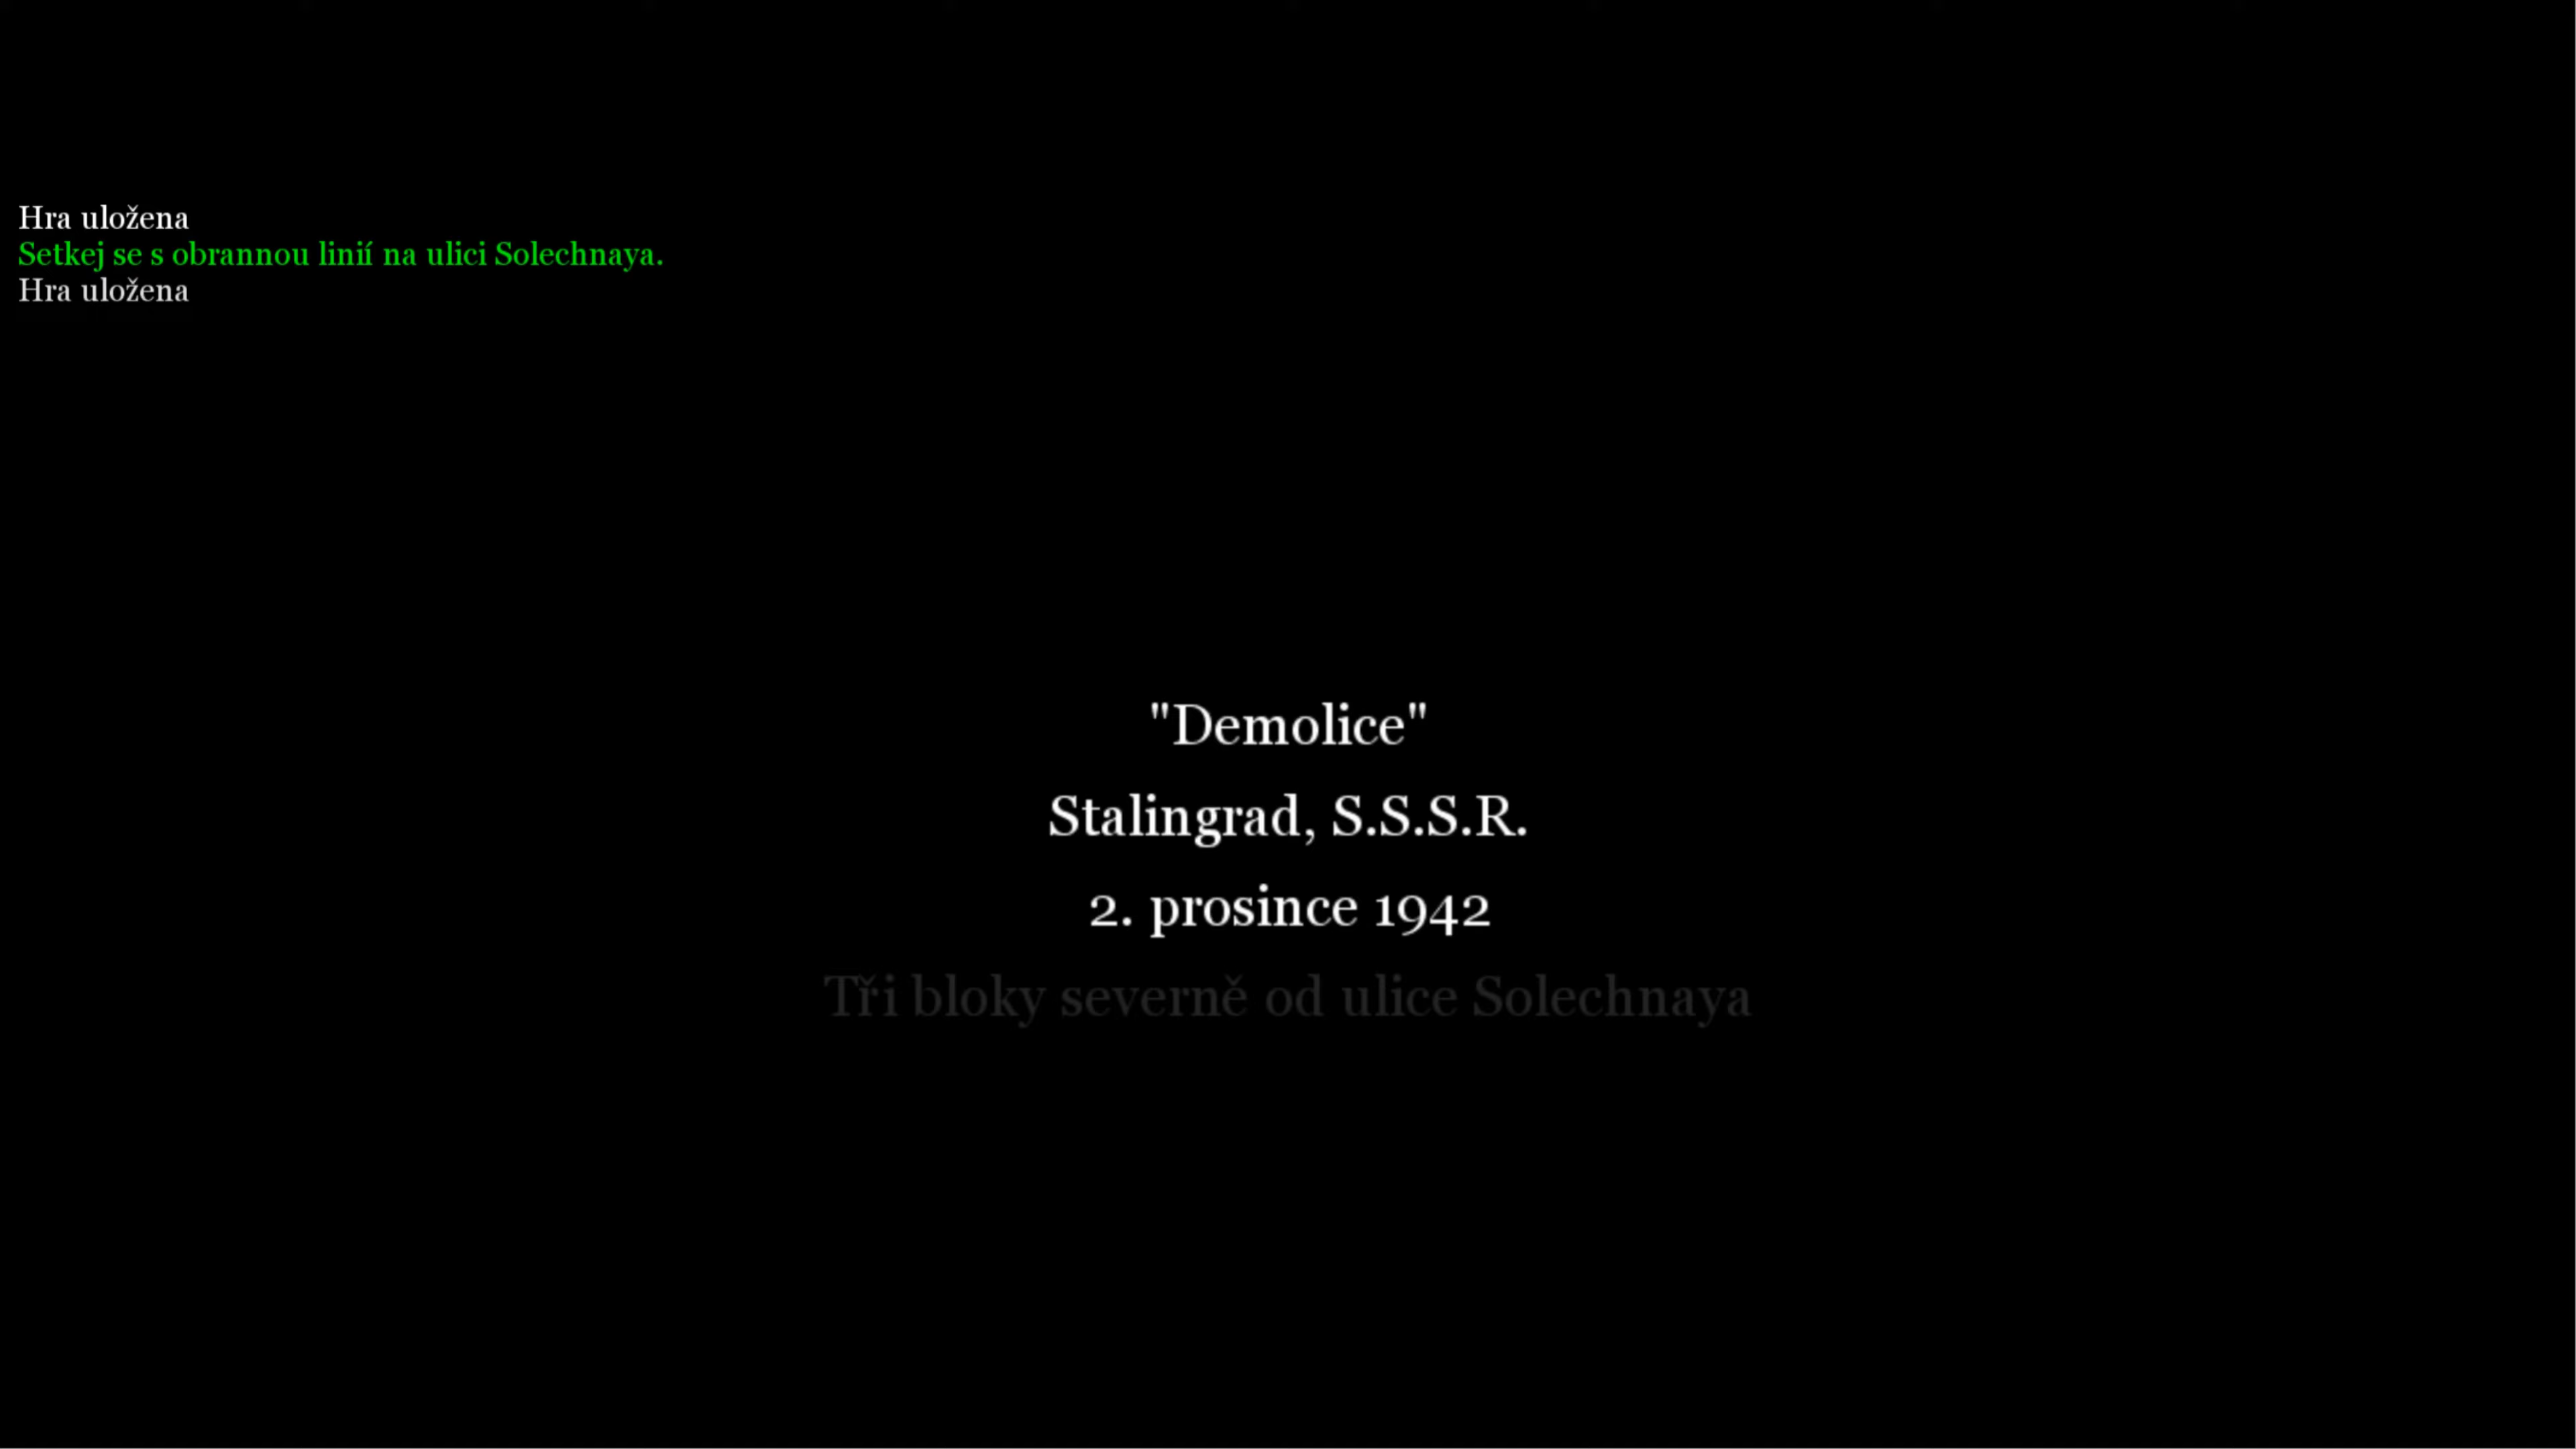 Hra uložena
Setkej se s obrannou linií na ulici Solechnaya.
Hra uložena
"Demolice"
Stalingrad, S.S.S.R.
2. prosince 1942
Tři bloky severně od ulice Solechnaya